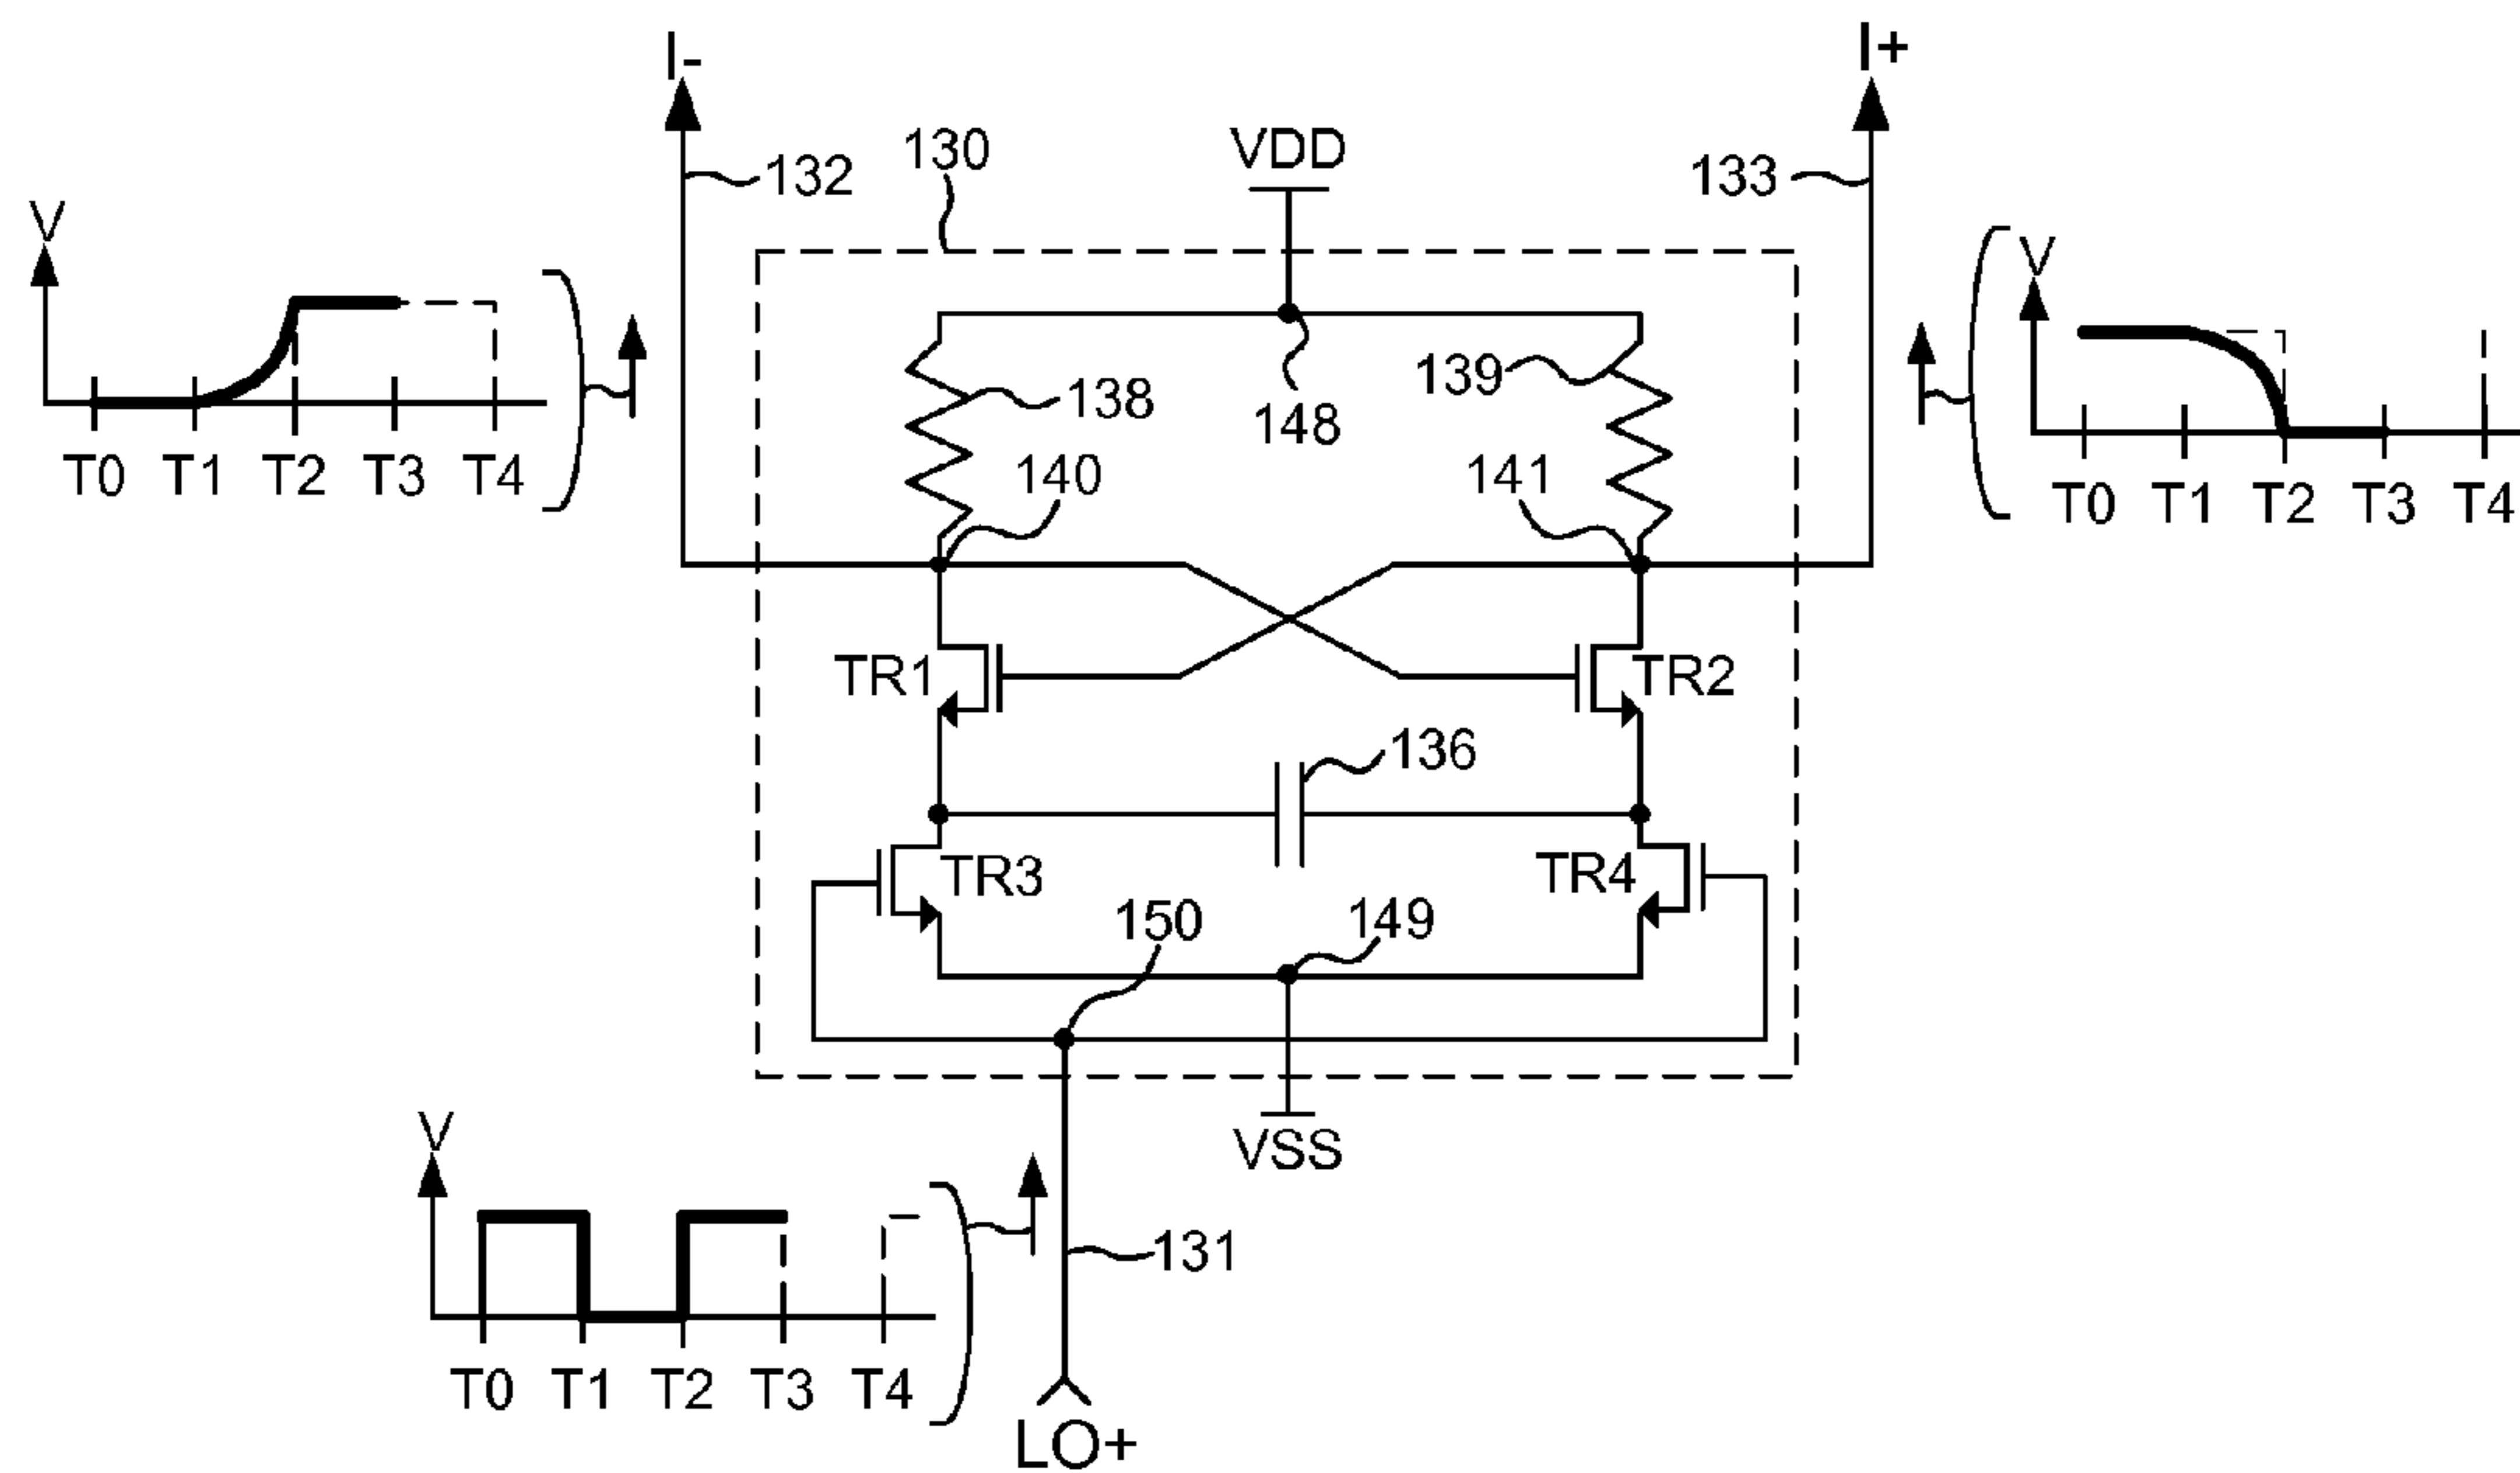 I-
I+
130
VDD
132
133
V
V
139
138
148
140
141
T0 T1 T2 T3 T4
T0 T1 T2 T3 T4
TR1
TR2
136
TR3
TR4
150
149
V
VSS
131
T0 T1 T2 T3 T4
LO+